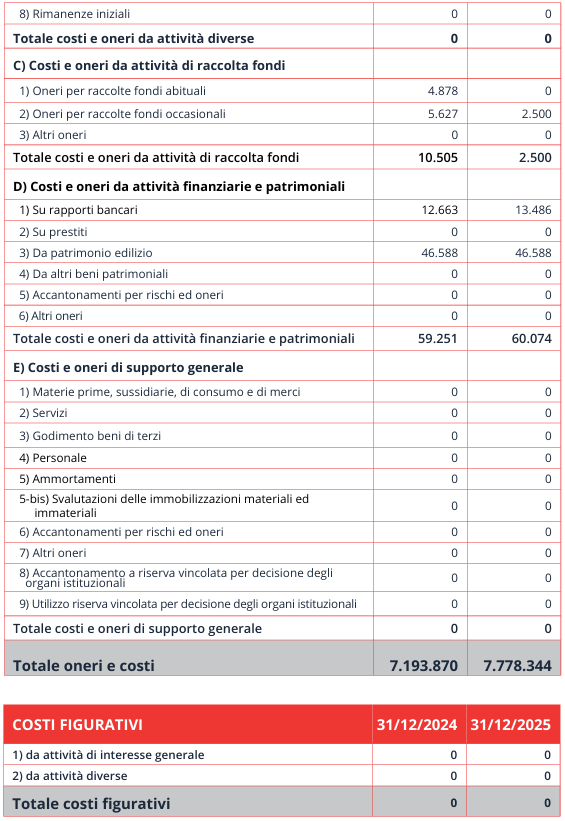 8) Rimanenze iniziali 0 0
Totale costi e oneri da attività diverse 0 0
C) Costi e oneri da attività di raccolta fondi
1) Oneri per raccolte fondi abituali 4.878 0
2) Oneri per raccolte fondi occasionali 5.627 2.500
3) Altri oneri 0 0
Totale costi e oneri da attività di raccolta fondi 10.505 2.500
D) Costi e oneri da attività finanziarie e patrimoniali
1) Su rapporti bancari 12.663 13.486
2) Su prestiti 0 0
3) Da patrimonio edilizio 46.588 46.588
4) Da altri beni patrimoniali 0 0
5) Accantonamenti per rischi ed oneri 0 0
6) Altri oneri 0 0
Totale costi e oneri da attività finanziarie e patrimoniali 59.251 60.074
E) Costi e oneri di supporto generale
1) Materie prime, sussidiarie, di consumo e di merci 0 0
2) Servizi 0 0
3) Godimento beni di terzi 0 0
4) Personale 0 0
5) Ammortamenti 0 0
5-bis) Svalutazioni delle immobilizzazioni materiali ed
immateriali 0 0
6) Accantonamenti per rischi ed oneri 0 0
7) Altri oneri 0 0
8) Accantonamento a riserva vincolata per decisione degli
organi istituzionali 0 0
9) Utilizzo riserva vincolata per decisione degli organi istituzionali 0 0
Totale costi e oneri di supporto generale 0 0
Totale oneri e costi 7.193.870 7.778.344
COSTI FIGURATIVI 31/12/2024 31/12/2025
1) da attività di interesse generale 0 0
2) da attività diverse 0 0
Totale costi figurativi 0 0